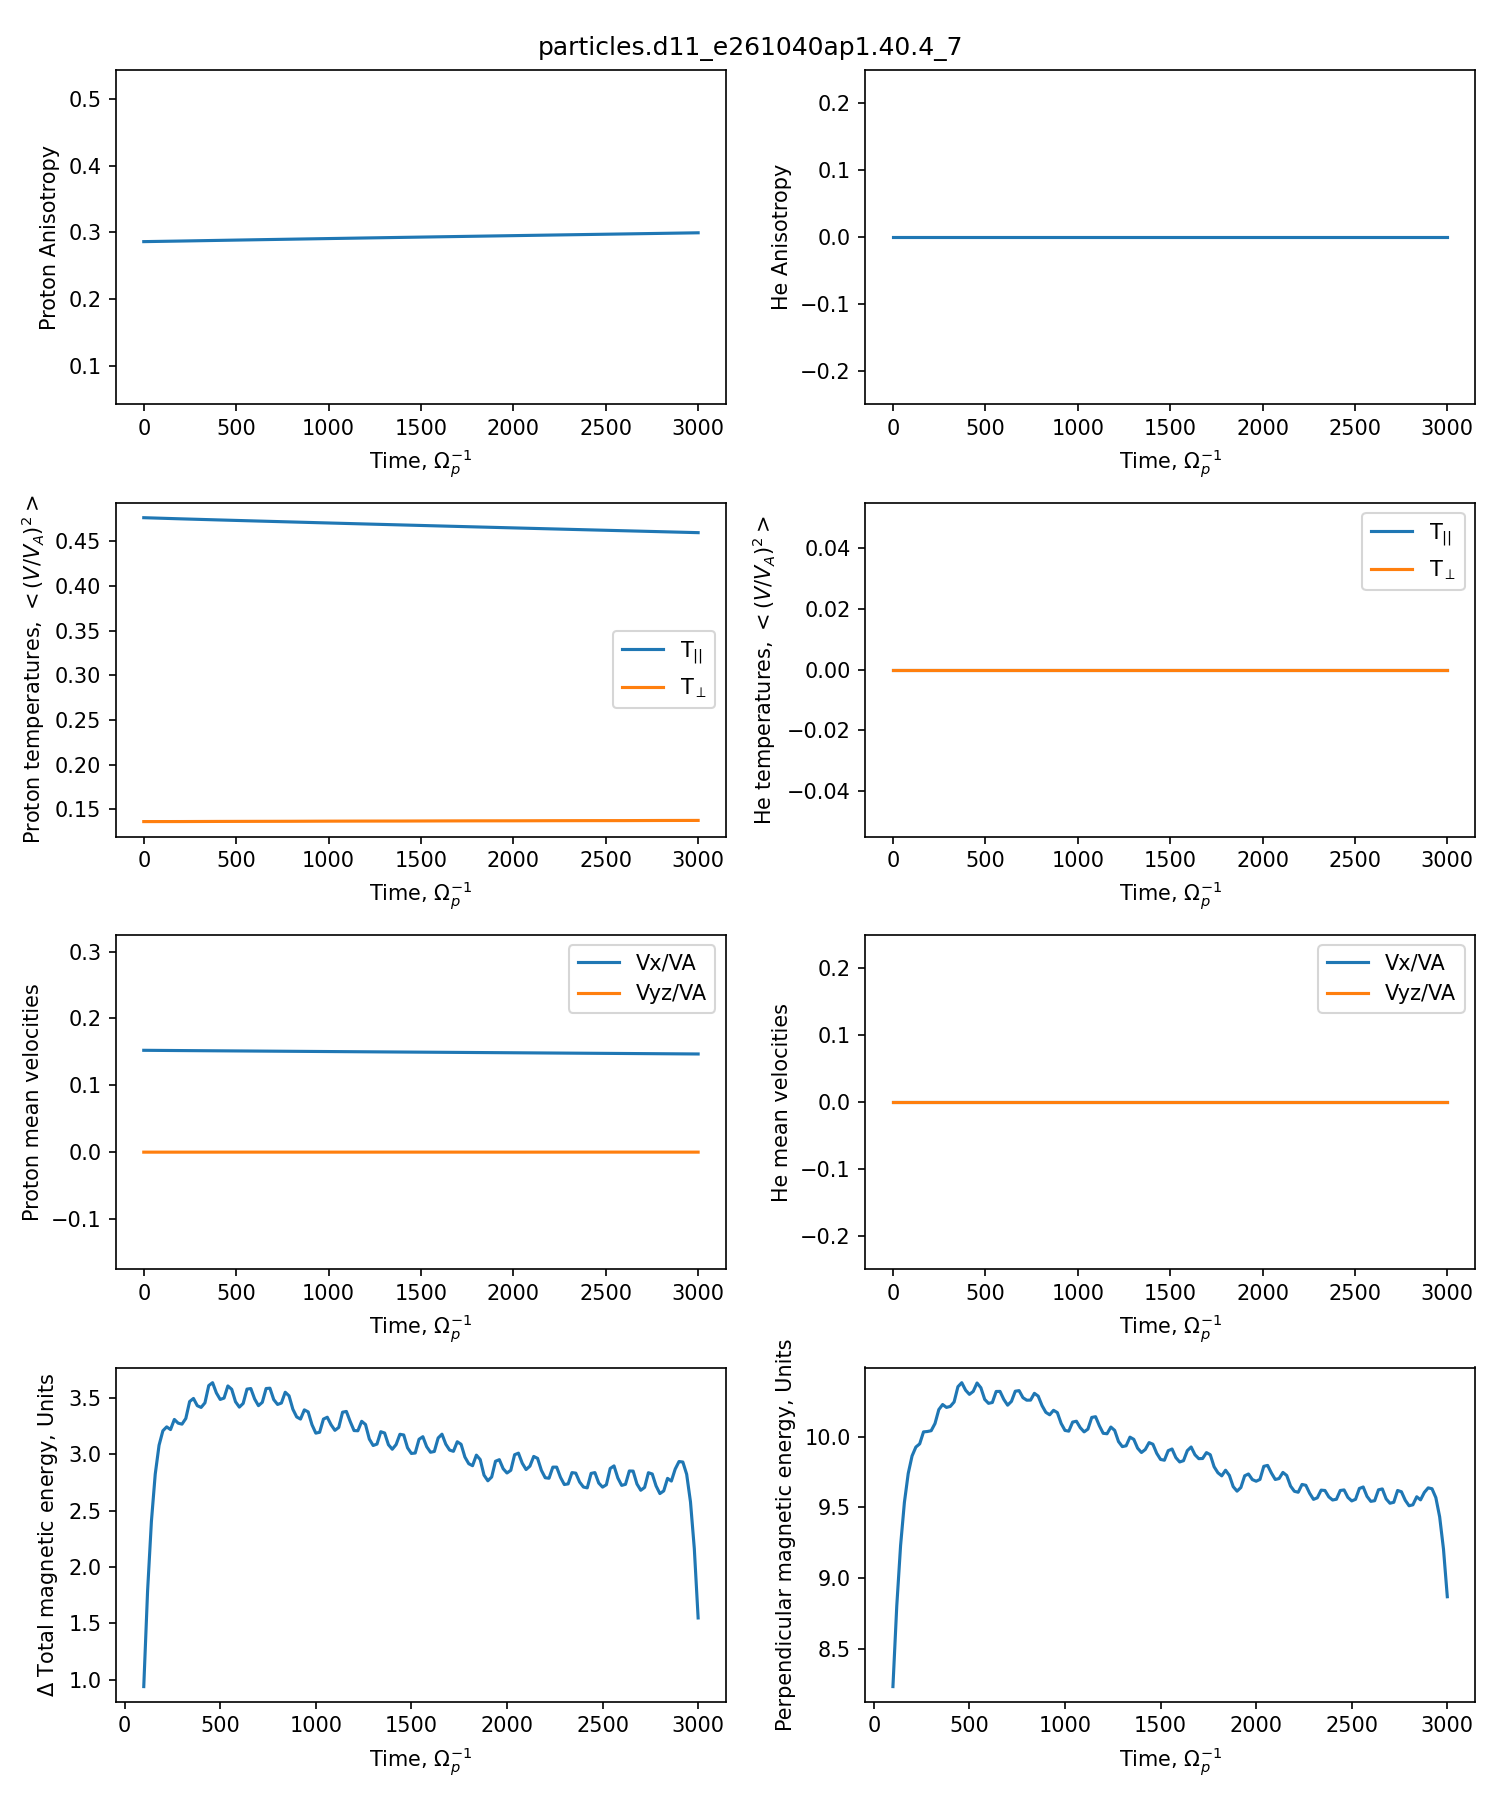 particles.d11_e261040ap1.40.4_7
Proton Anisotropy
0.5
0.4
0.3
0.2
0.1
0 500 1000 1500 2000 2500 3000
Time, Ω_p^{−1}
He Anisotropy
0.2
0.1
0.0
−0.1
−0.2
0 500 1000 1500 2000 2500 3000
Time, Ω_p^{−1}
Proton temperatures, < (V/V_A)^2 >
0.45
0.40
0.35
0.30
0.25
0.20
0.15
T_{||}
T_⊥
0 500 1000 1500 2000 2500 3000
Time, Ω_p^{−1}
He temperatures, < (V/V_A)^2 >
0.04
0.02
0.00
−0.02
−0.04
T_{||}
T_⊥
0 500 1000 1500 2000 2500 3000
Time, Ω_p^{−1}
Proton mean velocities
0.3
0.2
0.1
0.0
−0.1
Vx/VA
Vyz/VA
0 500 1000 1500 2000 2500 3000
Time, Ω_p^{−1}
He mean velocities
0.2
0.1
0.0
−0.1
−0.2
Vx/VA
Vyz/VA
0 500 1000 1500 2000 2500 3000
Time, Ω_p^{−1}
Δ Total magnetic energy, Units
3.5
3.0
2.5
2.0
1.5
1.0
0 500 1000 1500 2000 2500 3000
Time, Ω_p^{−1}
Perpendicular magnetic energy, Units
10.0
9.5
9.0
8.5
0 500 1000 1500 2000 2500 3000
Time, Ω_p^{−1}